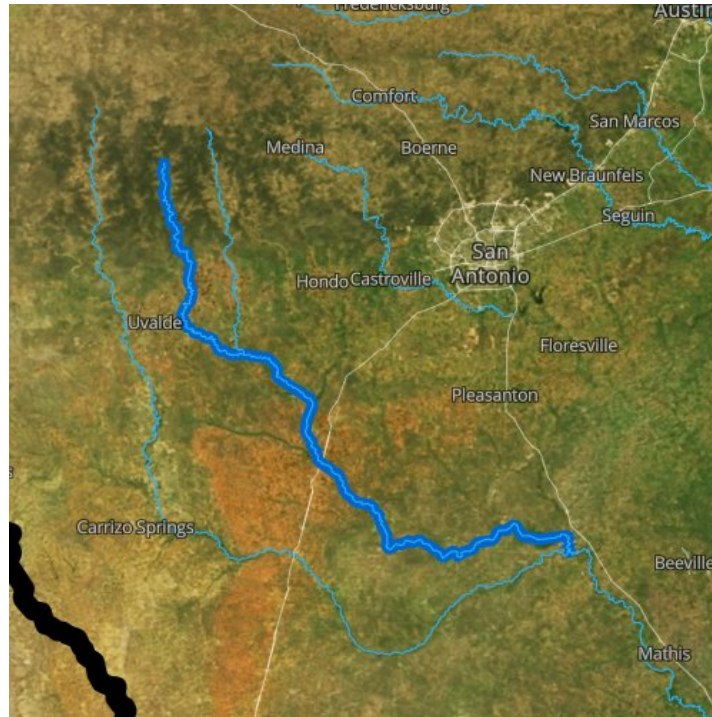 Fredericksburg
Austin
Comfort
San Marcos
Medina
Boerne
New Braunfels
Seguin
San
Antonio
Hondo
Castroville
Uvalde
Floresville
Pleasanton
Carrizo Springs
Beeville
Mathis